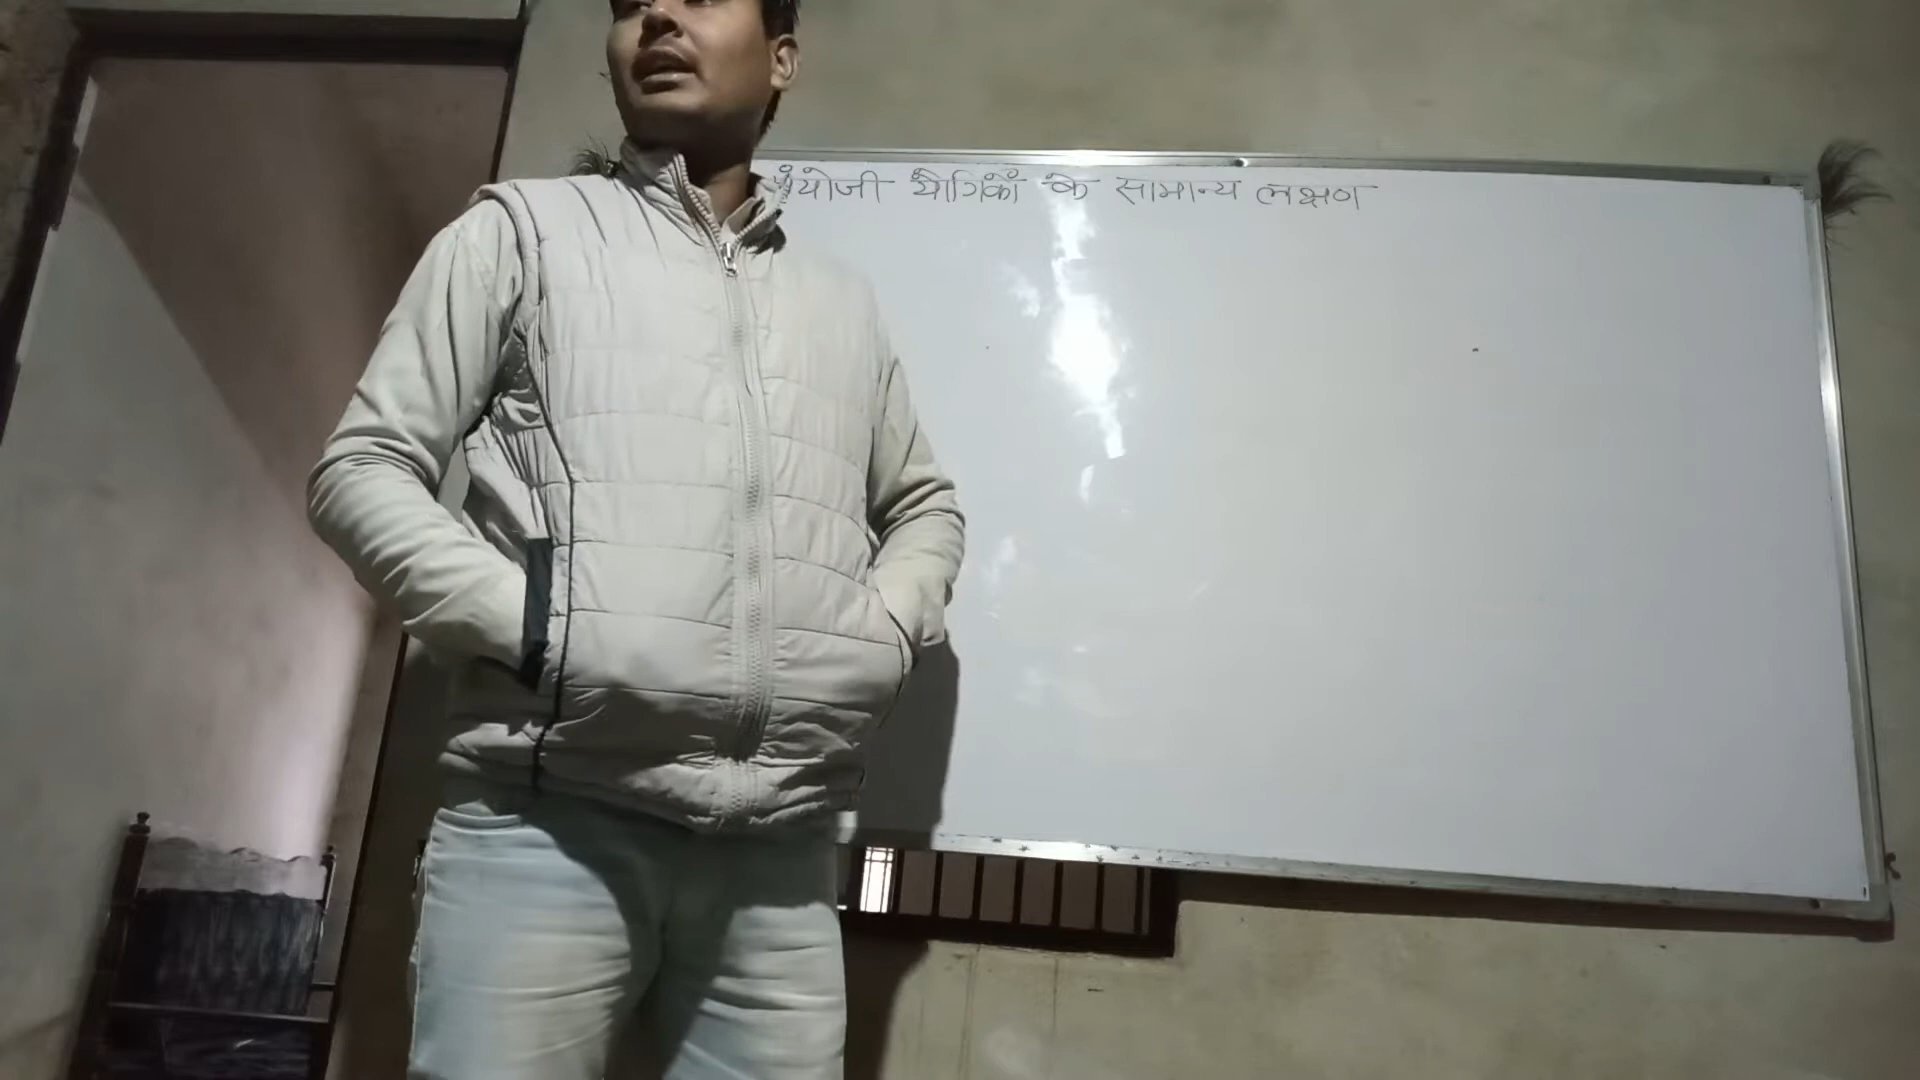 योजी यौगिकों के सामान्य लक्षण